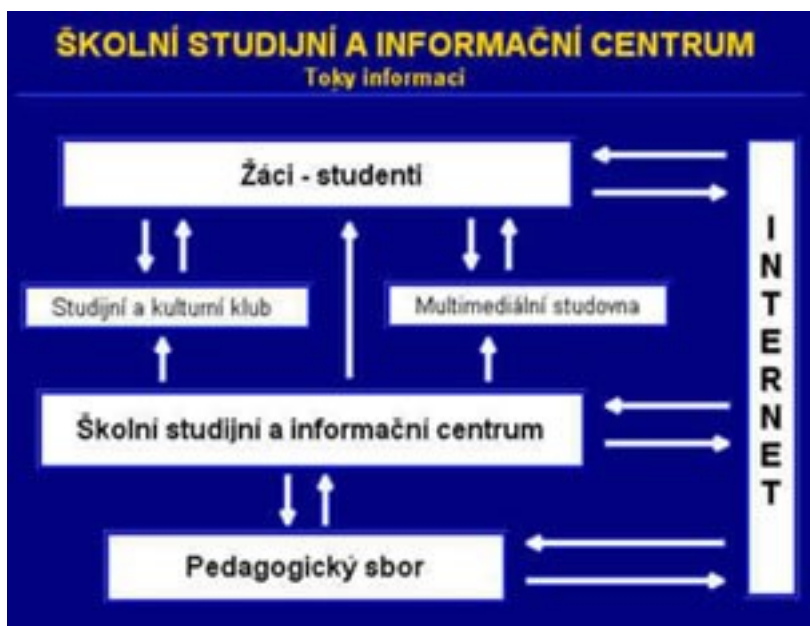 ŠKOLNÍ STUDIJNÍ A INFORMAČNÍ CENTRUM
Toky informací
Žáci - studenti
Studijní a kulturní klub
Multimediální studovna
Školní studijní a informační centrum
Pedagogický sbor
INTERNET